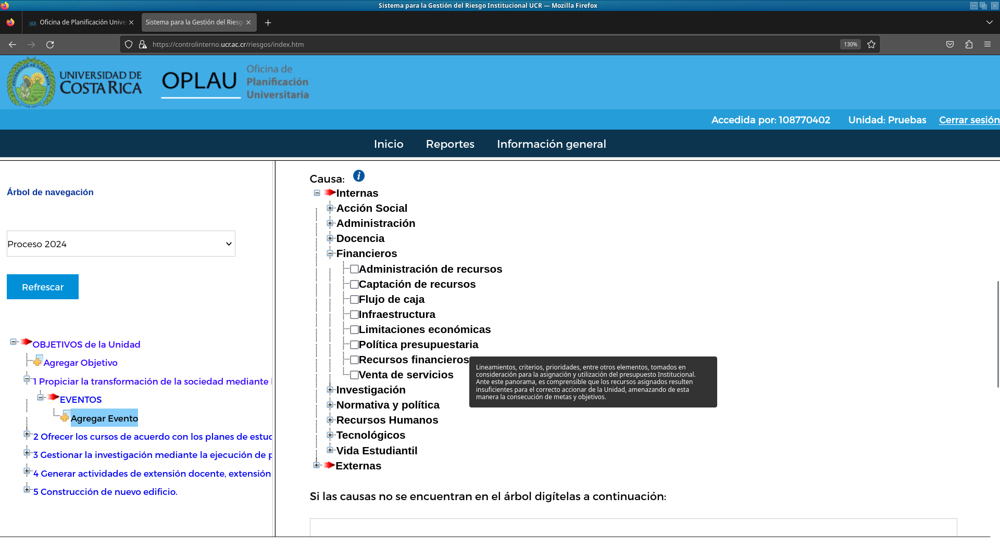 Sistema para la Gestión del Riesgo Institucional UCR — Mozilla Firefox
Oficina de Planificación Unive
Sistema para la Gestión del Riesg
https://controlinterno.ucr.ac.cr/riesgos/index.htm
130%
UNIVERSIDAD DE
COSTA RICA
OPLAU
Oficina de
Planificación
Universitaria
Accedida por: 108770402
Unidad: Pruebas
Cerrar sesión
Inicio
Reportes
Información general
Árbol de navegación
Proceso 2024
Refrescar
OBJETIVOS de la Unidad
Agregar Objetivo
1 Propiciar la transformación de la sociedad mediante
EVENTOS
Agregar Evento
2 Ofrecer los cursos de acuerdo con los planes de estud
3 Gestionar la investigación mediante la ejecución de p
4 Generar actividades de extensión docente, extensión
5 Construcción de nuevo edificio.
Causa:
Internas
Acción Social
Administración
Docencia
Financieros
Administración de recursos
Captación de recursos
Flujo de caja
Infraestructura
Limitaciones económicas
Política presupuestaria
Recursos financieros
Venta de servicios
Lineamientos, criterios, prioridades, entre otros elementos, tomados en
consideración para la asignación y utilización del presupuesto Institucional.
Ante este panorama, es comprensible que los recursos asignados resulten
insuficientes para el correcto accionar de la Unidad, amenazando de esta
manera la consecución de metas y objetivos.
Investigación
Normativa y política
Recursos Humanos
Tecnológicos
Vida Estudiantil
Externas
Si las causas no se encuentran en el árbol digítelas a continuación: